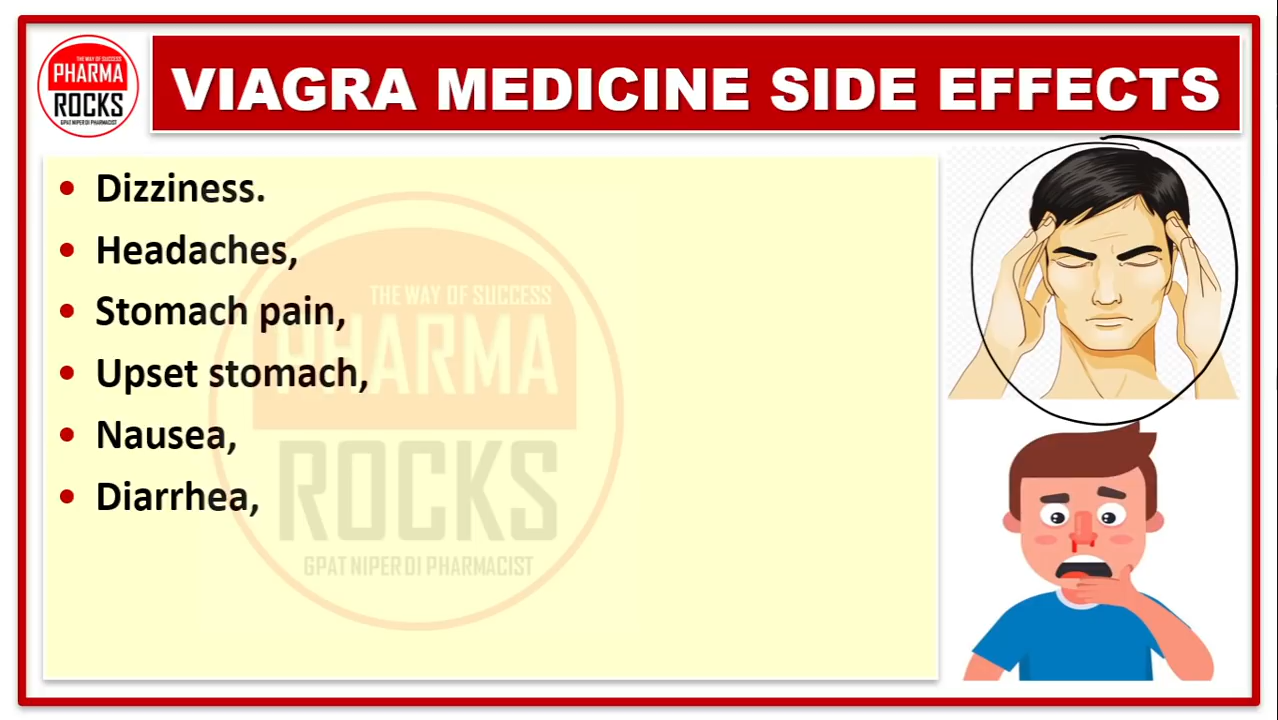 THE WAY OF SUCCESS
PHARMA
ROCKS
GPAT NIPER DI PHARMACIST
VIAGRA MEDICINE SIDE EFFECTS
• Dizziness.
• Headaches,
• Stomach pain,
• Upset stomach,
• Nausea,
• Diarrhea,
THE WAY OF SUCCESS
PHARMA
ROCKS
GPAT NIPER DI PHARMACIST